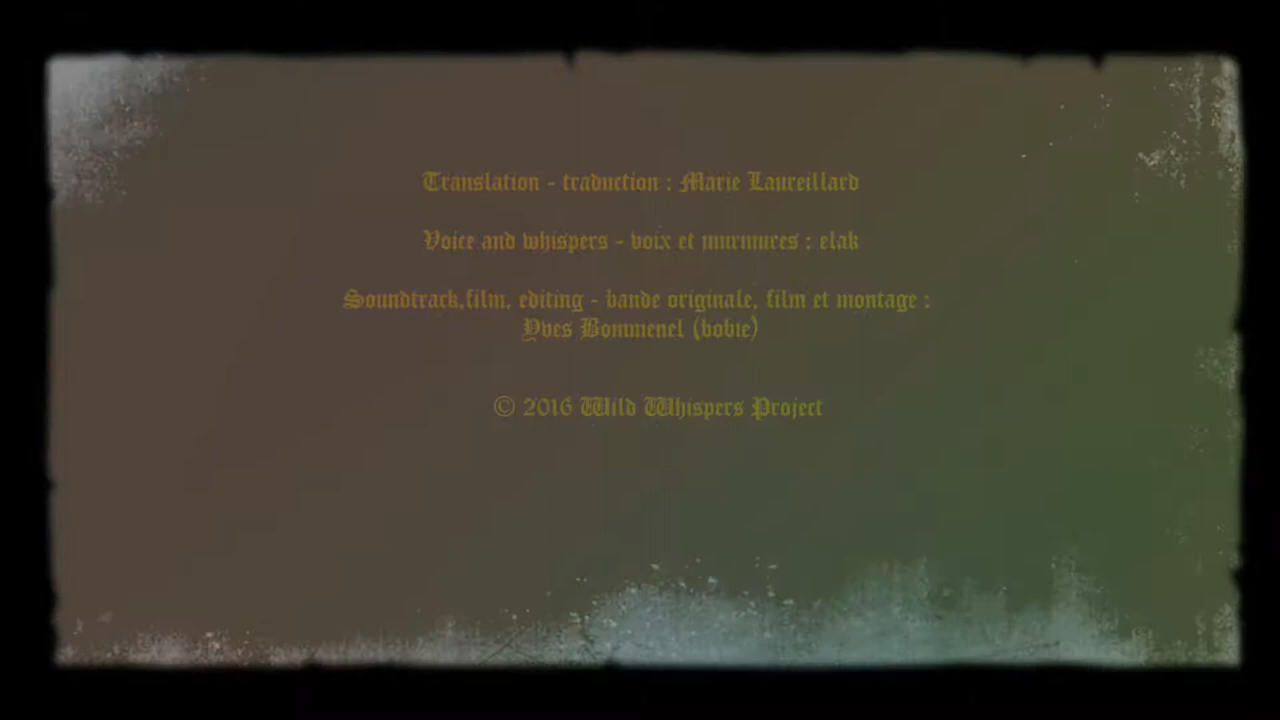 Translation - traduction : Marie Laureillard
Voice and whispers - voix et murmures : elak
Soundtrack,film, editing - bande originale, film et montage :
Yves Bommenel (bobie)
© 2016 Wild Whispers Project